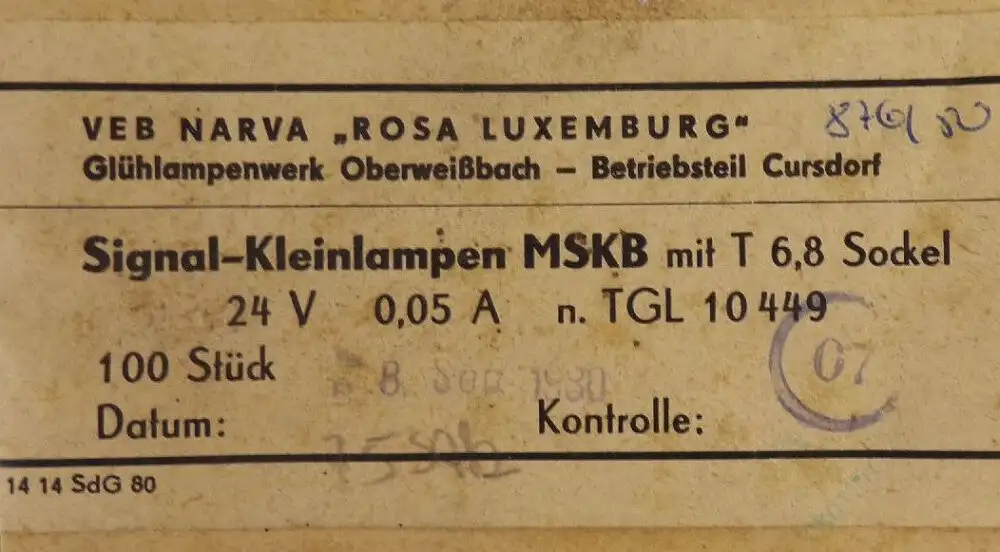 VEB NARVA „ROSA LUXEMBURG"
Glühlampenwerk Oberweißbach – Betriebsteil Cursdorf
Signal-Kleinlampen MSKB mit T 6,8 Sockel
24 V 0,05 A n. TGL 10 449
100 Stück
8. Sep. 1980
07
Datum:
Kontrolle:
14 14 SdG 80